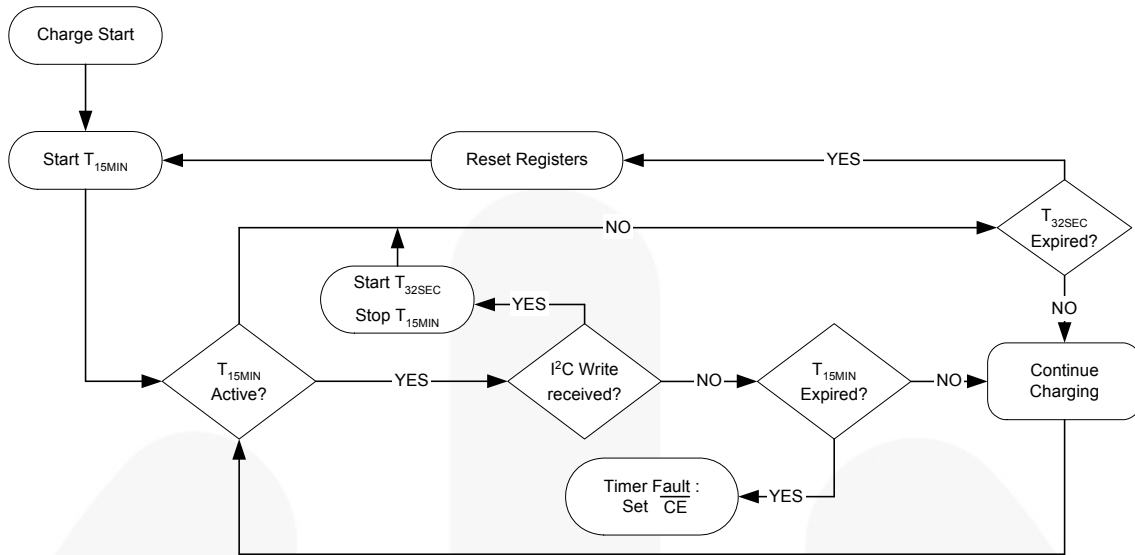 Charge Start
Start T15MIN
Reset Registers
YES
T32SEC
Expired?
NO
Start T32SEC
Stop T15MIN
YES
NO
T15MIN
Active?
YES
I²C Write
received?
NO
T15MIN
Expired?
NO
Continue
Charging
YES
Timer Fault :
Set CE